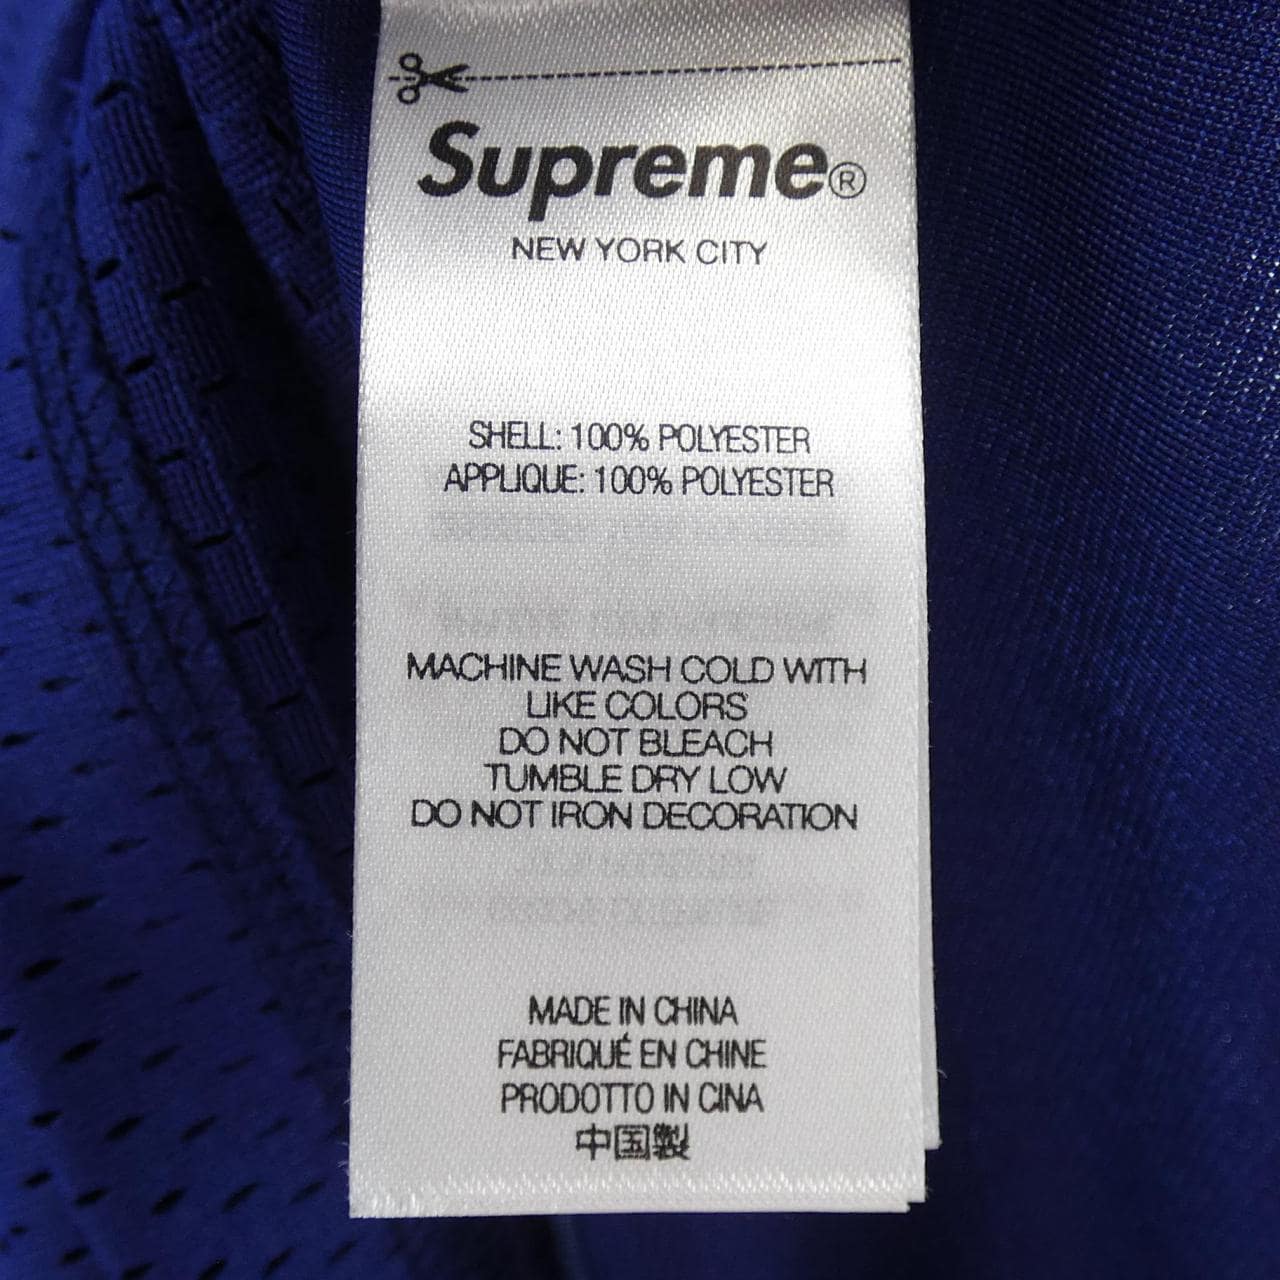 Supreme®
NEW YORK CITY
SHELL: 100% POLYESTER
APPLIQUE: 100% POLYESTER
MACHINE WASH COLD WITH
LIKE COLORS
DO NOT BLEACH
TUMBLE DRY LOW
DO NOT IRON DECORATION
MADE IN CHINA
FABRIQUÉ EN CHINE
PRODOTTO IN CINA
中国製